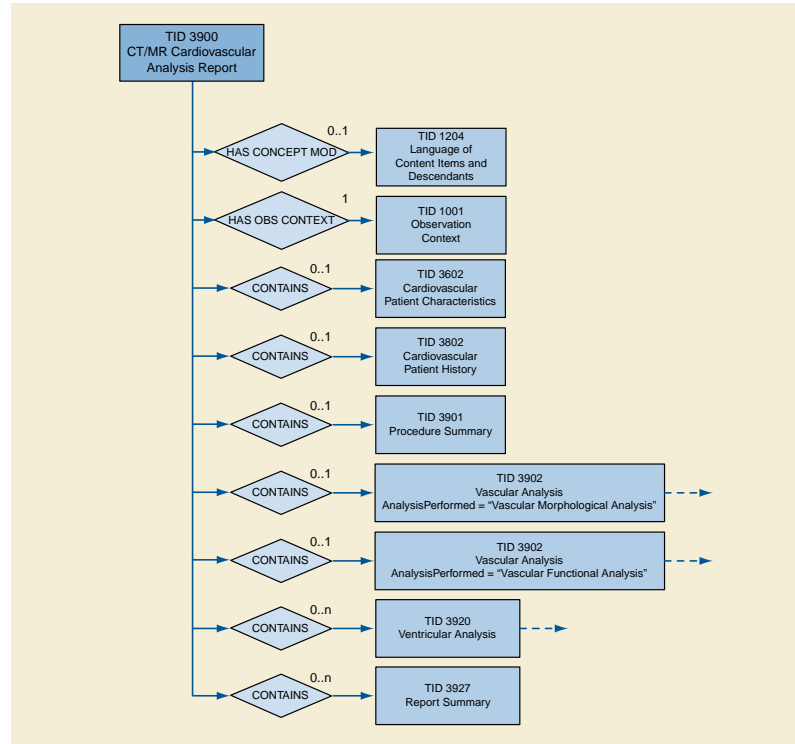 TID 3900
CT/MR Cardiovascular
Analysis Report
0..1
HAS CONCEPT MOD
TID 1204
Language of
Content Items and
Descendants
1
HAS OBS CONTEXT
TID 1001
Observation
Context
0..1
CONTAINS
TID 3602
Cardiovascular
Patient Characteristics
0..1
CONTAINS
TID 3802
Cardiovascular
Patient History
0..1
CONTAINS
TID 3901
Procedure Summary
0..1
CONTAINS
TID 3902
Vascular Analysis
AnalysisPerformed = “Vascular Morphological Analysis”
0..1
CONTAINS
TID 3902
Vascular Analysis
AnalysisPerformed = “Vascular Functional Analysis”
0..n
CONTAINS
TID 3920
Ventricular Analysis
0..n
CONTAINS
TID 3927
Report Summary